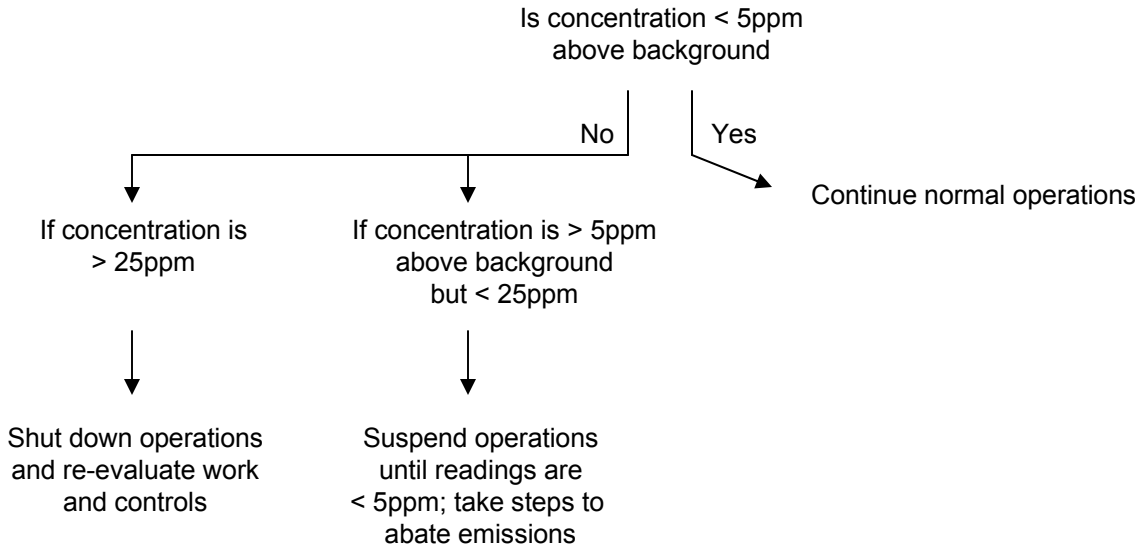 Is concentration < 5ppm
above background
No
Yes
Continue normal operations
If concentration is
> 25ppm
If concentration is > 5ppm
above background
but < 25ppm
Shut down operations
and re-evaluate work
and controls
Suspend operations
until readings are
< 5ppm; take steps to
abate emissions